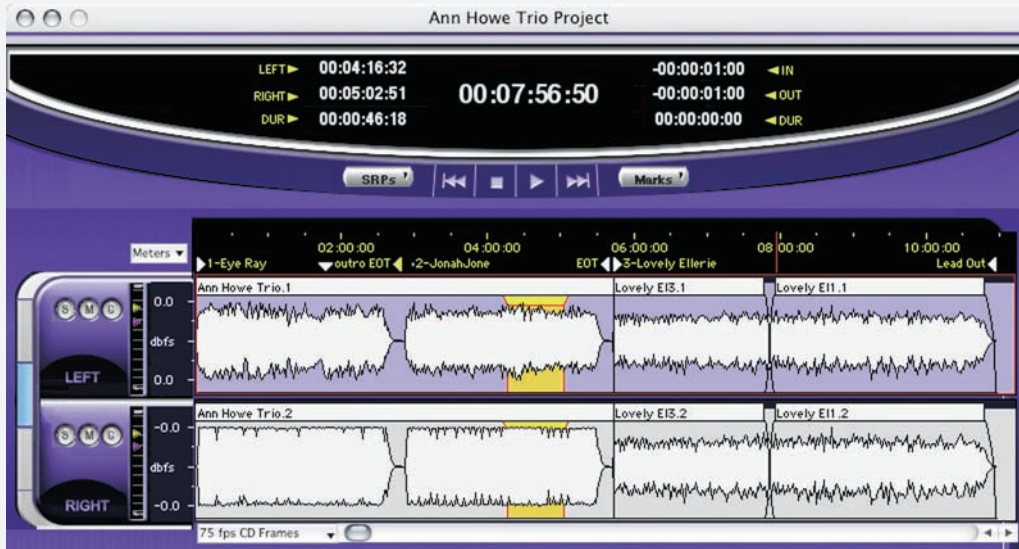 Ann Howe Trio Project
LEFT 00:04:16:32
RIGHT 00:05:02:51
DUR 00:00:46:18
00:07:56:50
-00:00:01:00 IN
-00:00:01:00 OUT
00:00:00:00 DUR
SRPs
Marks
Meters
02:00:00 04:00:00 06:00:00 08:00:00 10:00:00
1-Eye Ray outro EOT 2-JonahJone EOT 3-Lovely Ellerie Lead Out
Ann Howe Trio.1 Lovely El3.1 Lovely El1.1
S M G
0.0
dbfs
LEFT
0.0
Ann Howe Trio.2 Lovely El3.2 Lovely El1.2
S M G
-0.0
dbfs
RIGHT
-0.0
75 fps CD Frames